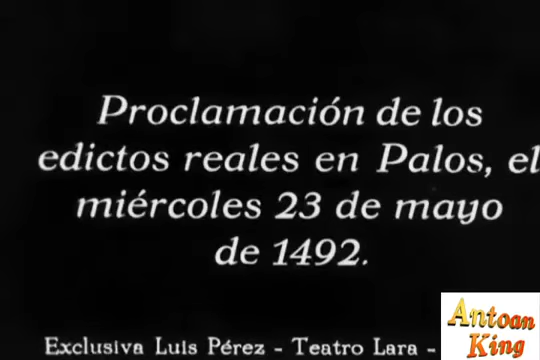 Proclamación de los
edictos reales en Palos, el
miércoles 23 de mayo
de 1492.
Exclusiva Luis Pérez - Teatro Lara -
Antoan
King